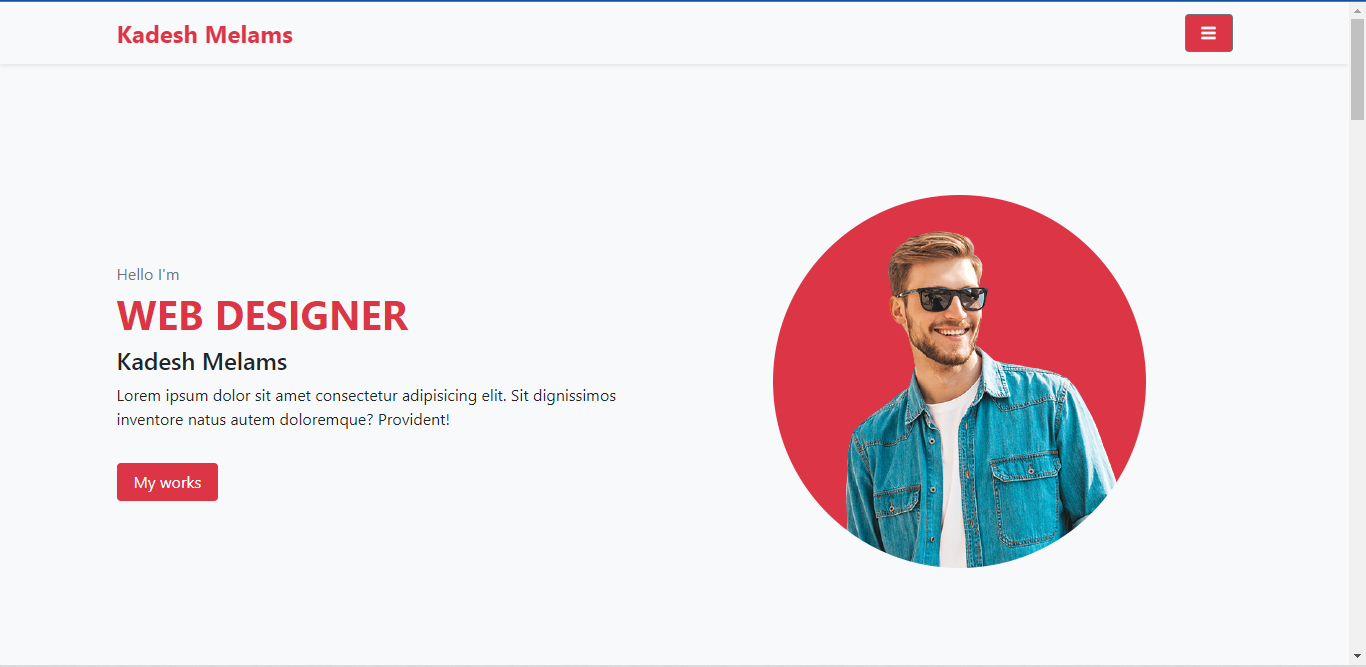 Kadesh Melams
Hello I'm
WEB DESIGNER
Kadesh Melams
Lorem ipsum dolor sit amet consectetur adipisicing elit. Sit dignissimos
inventore natus autem doloremque? Provident!
My works